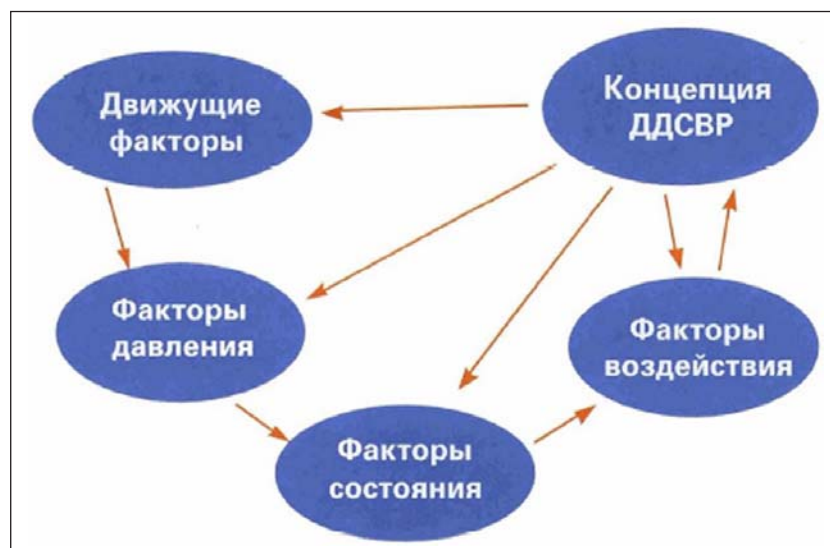 Движущие
факторы
Концепция
ДДСВР
Факторы
давления
Факторы
воздействия
Факторы
состояния